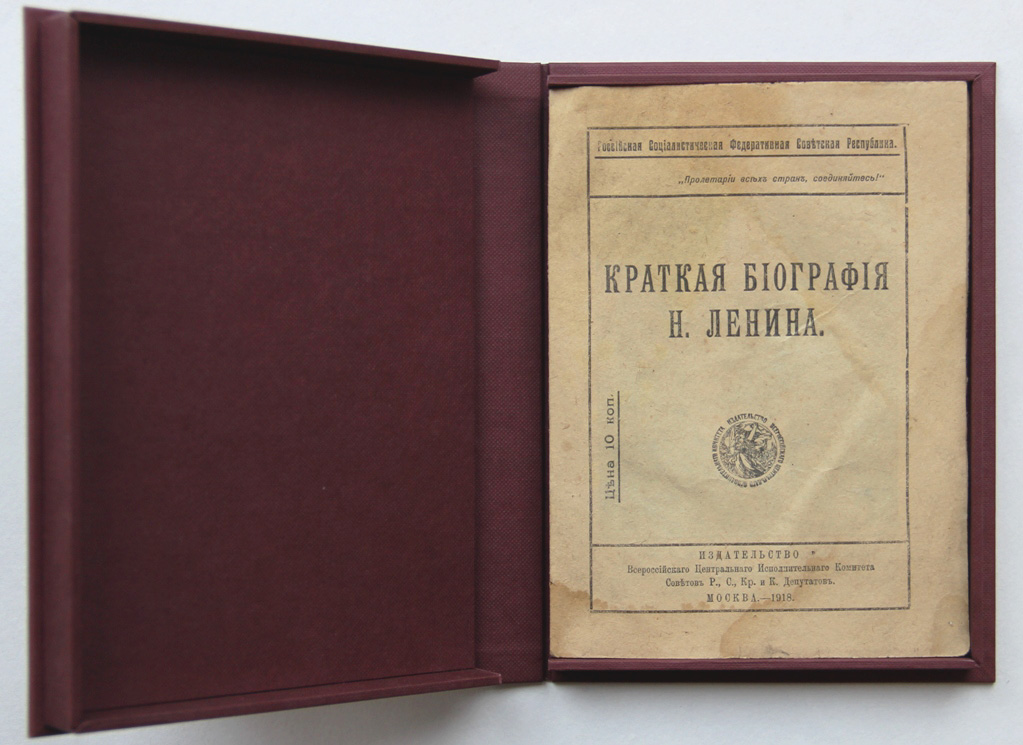 Россійская Соціалистическая Федеративная Совѣтская Республика.
„Пролетаріи всѣхъ странъ, соединяйтесь!“
КРАТКАЯ БІОГРАФІЯ
Н. ЛЕНИНА.
Цѣна 10 коп.
ИЗДАТЕЛЬСТВО
Всероссійскаго Центральнаго Исполнительнаго Комитета
Совѣтовъ Р., С., Кр. и К. Депутатовъ.
МОСКВА.—1918.